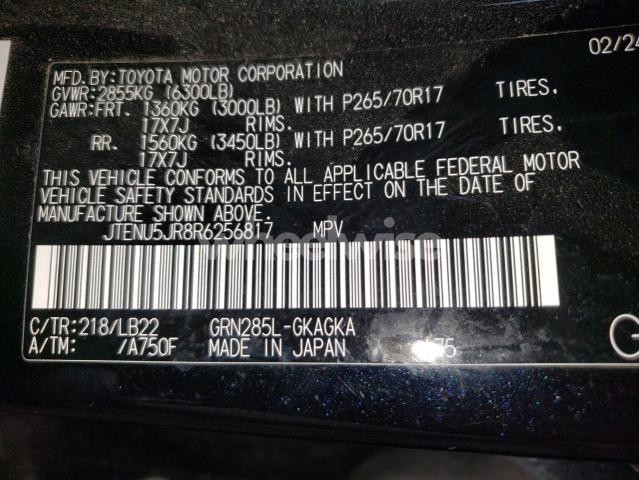 02/24
MFD.BY:TOYOTA MOTOR CORPORATION
GVWR:2855KG (6300LB)
GAWR:FRT. 1360KG (3000LB) WITH P265/70R17 TIRES,
17X7J RIMS.
RR. 1560KG (3450LB) WITH P265/70R17 TIRES,
17X7J RIMS.
THIS VEHICLE CONFORMS TO ALL APPLICABLE FEDERAL MOTOR
VEHICLE SAFETY STANDARDS IN EFFECT ON THE DATE OF
MANUFACTURE SHOWN ABOVE.
JTENU5JR8R6256817 MPV
wheelwise
C/TR:218/LB22 GRN285L-GKAGKA
A/TM: /A750F MADE IN JAPAN 75
G